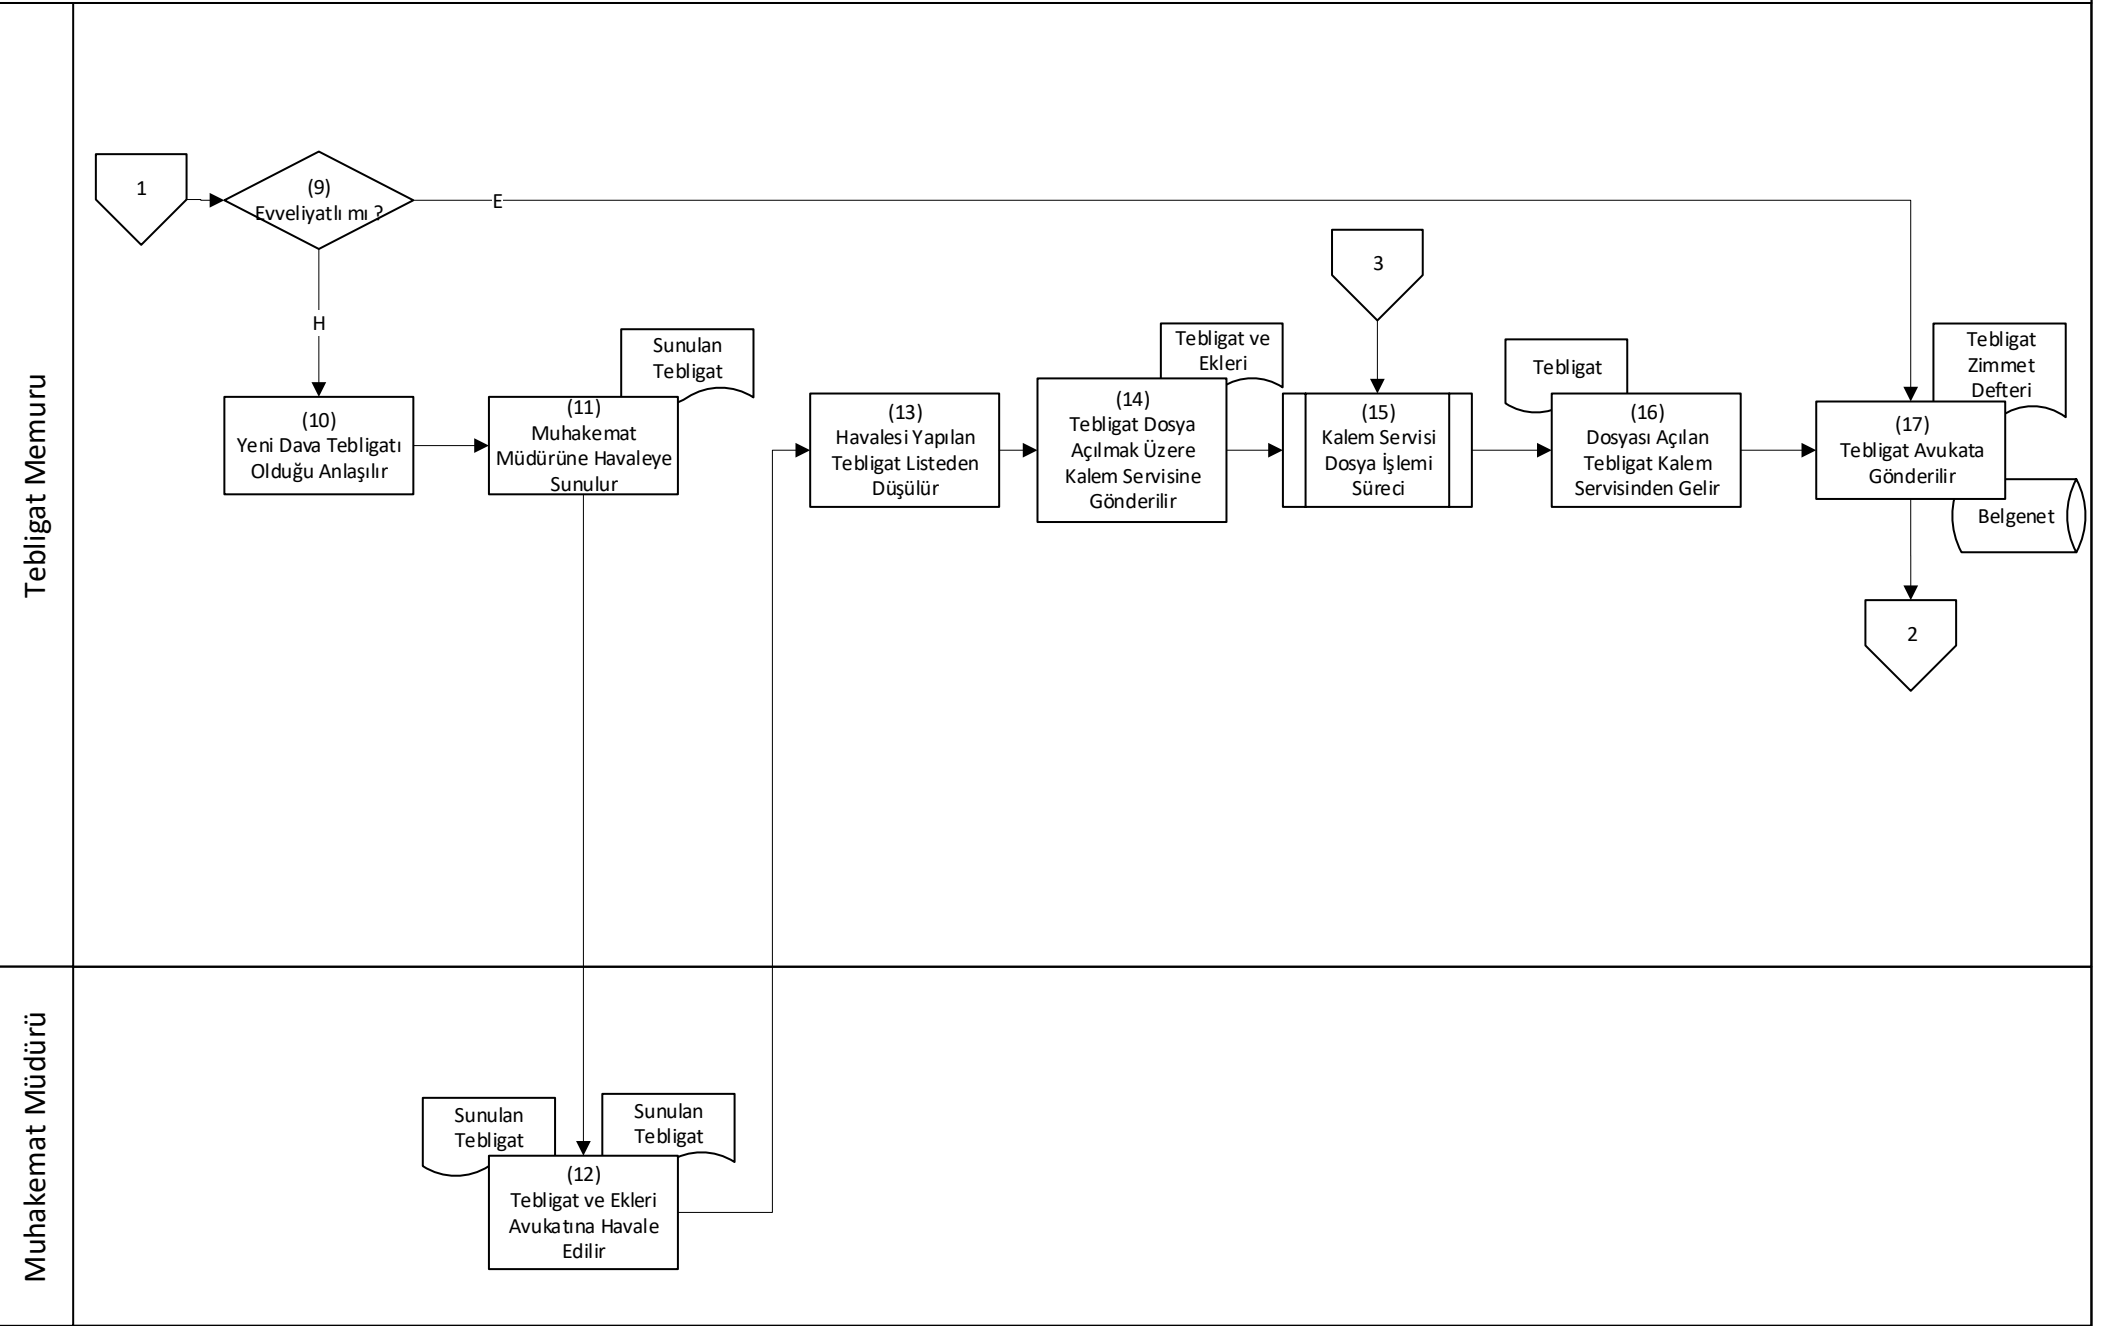 Tebligat Memuru
1
(9)
Evveliyatlı mı ?
E
H
3
(10)
Yeni Dava Tebligatı
Olduğu Anlaşılır
Sunulan
Tebligat
(11)
Muhakemat
Müdürüne Havaleye
Sunulur
(13)
Havalesi Yapılan
Tebligat Listeden
Düşülür
Tebligat ve
Ekleri
(14)
Tebligat Dosya
Açılmak Üzere
Kalem Servisine
Gönderilir
(15)
Kalem Servisi
Dosya İşlemi
Süreci
Tebligat
(16)
Dosyası Açılan
Tebligat Kalem
Servisinden Gelir
Tebligat
Zimmet
Defteri
(17)
Tebligat Avukata
Gönderilir
Belgenet
2
Muhakemat Müdürü
Sunulan
Tebligat
Sunulan
Tebligat
(12)
Tebligat ve Ekleri
Avukatına Havale
Edilir